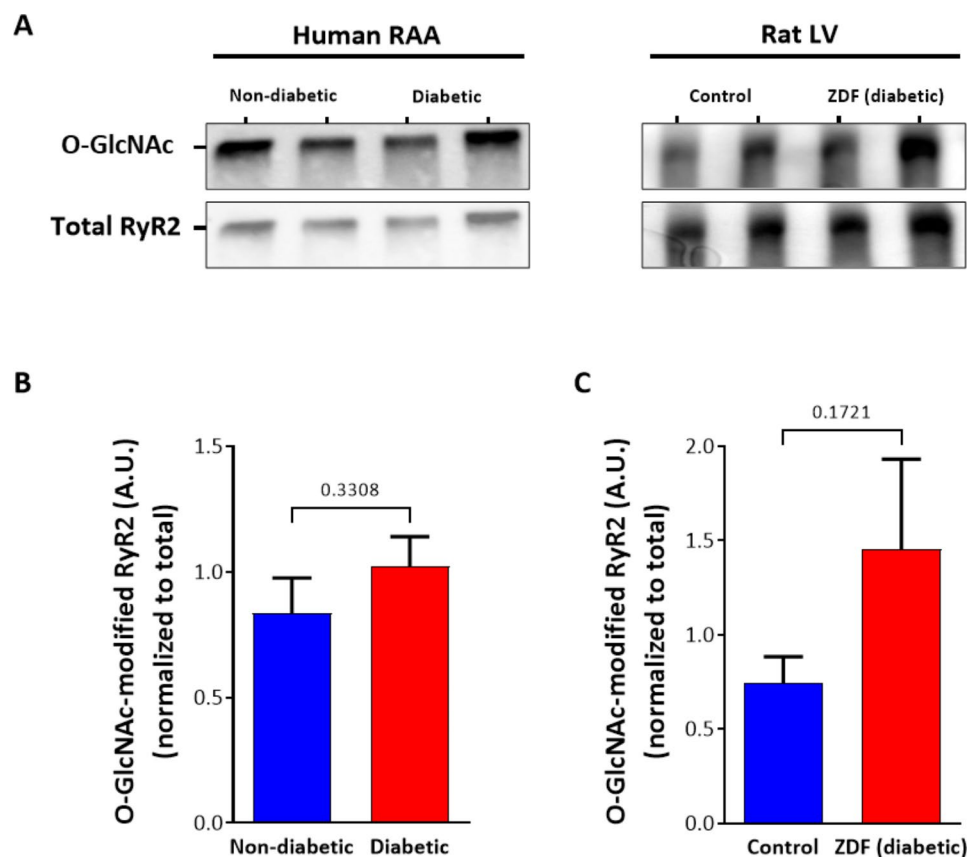 A
Human RAA
Rat LV
Non-diabetic
Diabetic
Control
ZDF (diabetic)
O-GlcNAc
Total RyR2
B
O-GlcNAc-modified RyR2 (A.U.)
(normalized to total)
1.5
1.0
0.5
0.0
0.3308
Non-diabetic
Diabetic
C
O-GlcNAc-modified RyR2 (A.U.)
(normalized to total)
2.0
1.5
1.0
0.5
0.0
0.1721
Control
ZDF (diabetic)